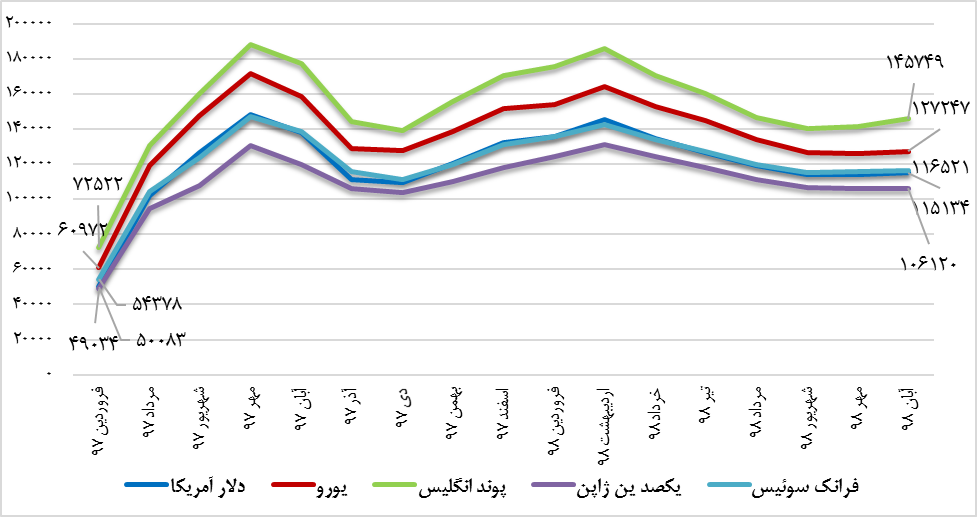 ۲۰۰۰۰۰
۱۸۰۰۰۰
۱۶۰۰۰۰
۱۴۰۰۰۰
۱۲۰۰۰۰
۱۰۰۰۰۰
۸۰۰۰۰
۶۰۰۰۰
۴۰۰۰۰
۲۰۰۰۰
۰
۷۲۵۲۲
۶۰۹۷۲
۵۴۳۷۸
۵۰۰۸۳
۴۹۰۳۴
۱۴۵۷۴۹
۱۲۷۲۴۷
۱۱۶۵۲۱
۱۱۵۱۳۴
۱۰۶۱۲۰
فروردین ۹۷
مرداد ۹۷
شهریور ۹۷
مهر ۹۷
آبان ۹۷
آذر ۹۷
دی ۹۷
بهمن ۹۷
اسفند ۹۷
فروردین ۹۸
اردیبهشت ۹۸
خرداد ۹۸
تیر ۹۸
مرداد ۹۸
شهریور ۹۸
مهر ۹۸
آبان ۹۸
دلار آمریکا
یورو
پوند انگلیس
یکصد ین ژاپن
فرانک سوئیس